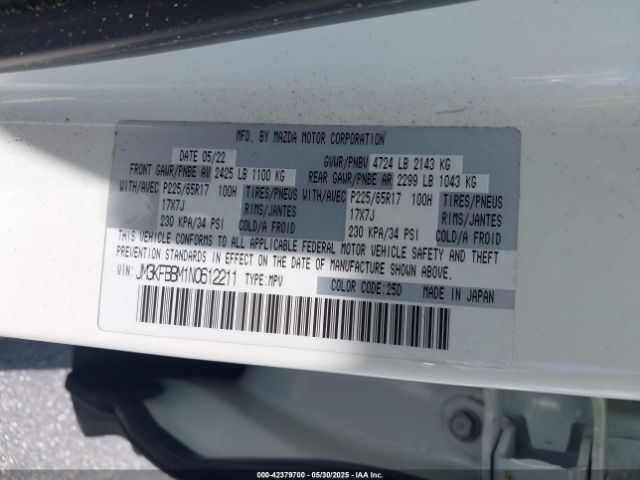 MFD. BY MAZDA MOTOR CORPORATION
DATE 05/22 GVWR/PNBV 4724 LB 2143 KG
FRONT GAWR/PNBE AV 2425 LB 1100 KG REAR GAWR/PNBE AR 2299 LB 1043 KG
WITH/AVEC P225/65R17 100H TIRES/PNEUS WITH/AVEC P225/65R17 100H TIRES/PNEUS
17X7J RIMS/JANTES 17X7J RIMS/JANTES
230 KPA/34 PSI COLD/A FROID 230 KPA/34 PSI COLD/A FROID
THIS VEHICLE CONFORMS TO ALL APPLICABLE FEDERAL MOTOR VEHICLE SAFETY AND THEFT
PREVENTION STANDARDS IN EFFECT ON THE DATE OF MANUFACTURE SHOWN ABOVE.
VIN: JM3KFBBM1N0612211 TYPE:MPV COLOR CODE:25D MADE IN JAPAN
000-42379700 - 05/30/2025 - IAA Inc.